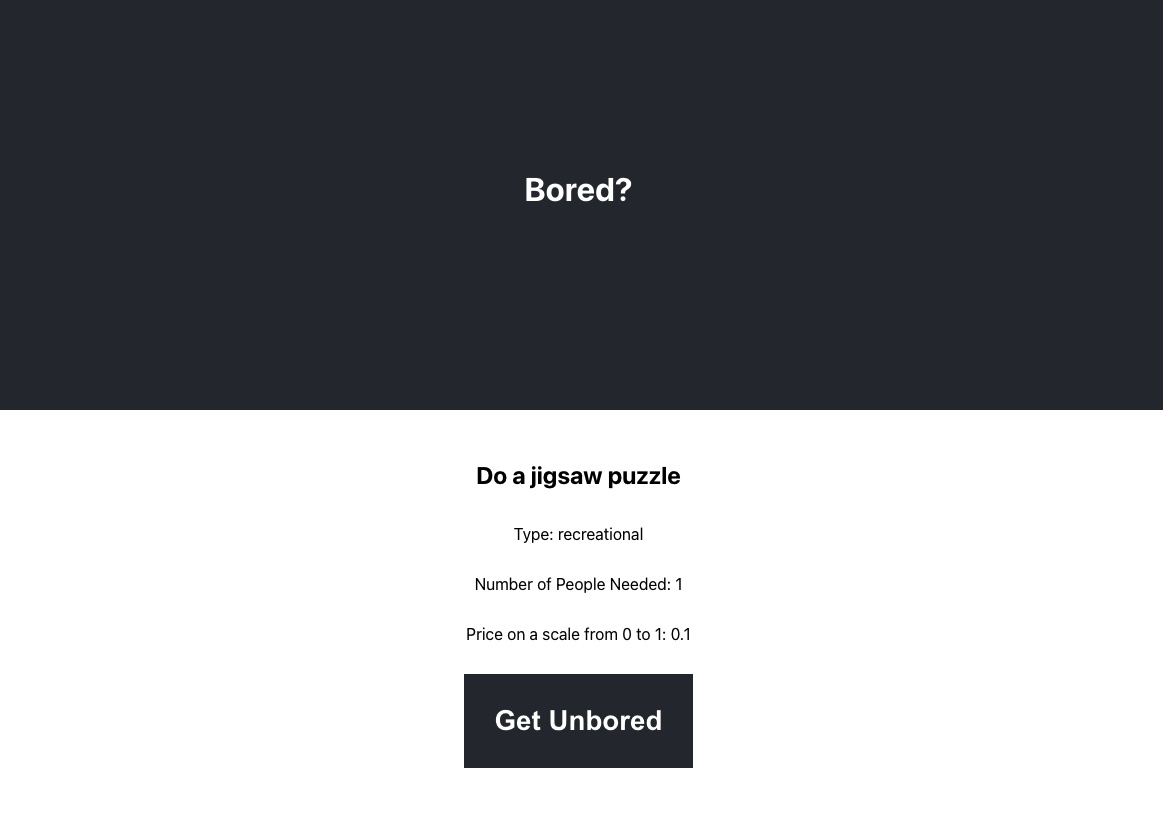 Bored?
Do a jigsaw puzzle
Type: recreational
Number of People Needed: 1
Price on a scale from 0 to 1: 0.1
Get Unbored